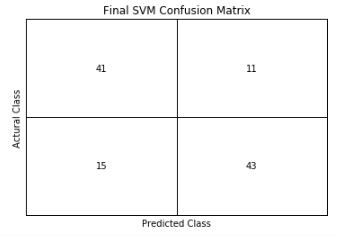 Final SVM Confusion Matrix
41 11
Actural Class
15 43
Predicted Class